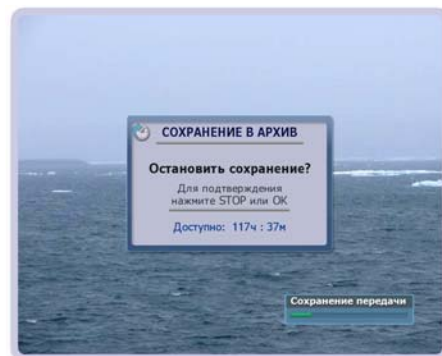 СОХРАНЕНИЕ В АРХИВ
Остановить сохранение?
Для подтверждения
нажмите STOP или OK
Доступно: 117ч : 37м
Сохранение передачи